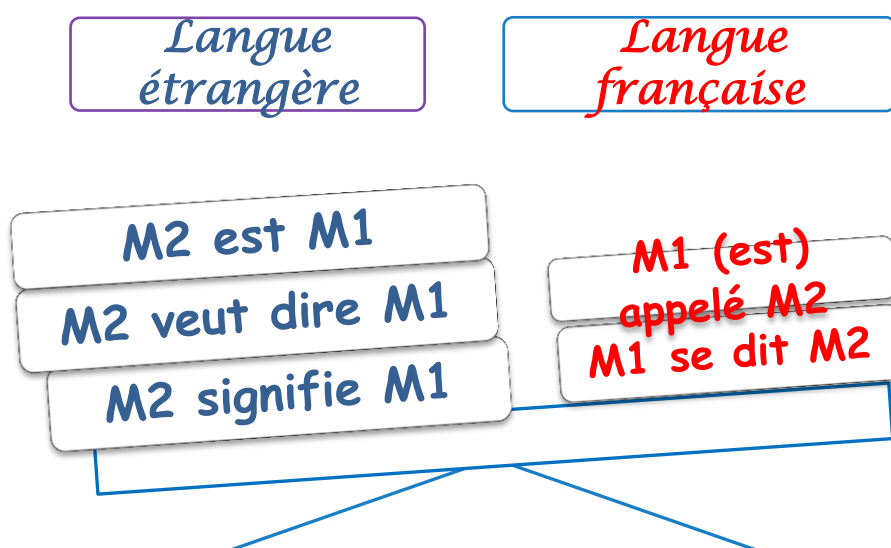 Langue
étrangère
Langue
française
M2 est M1
M2 veut dire M1
M2 signifie M1
M1 (est)
appelé M2
M1 se dit M2